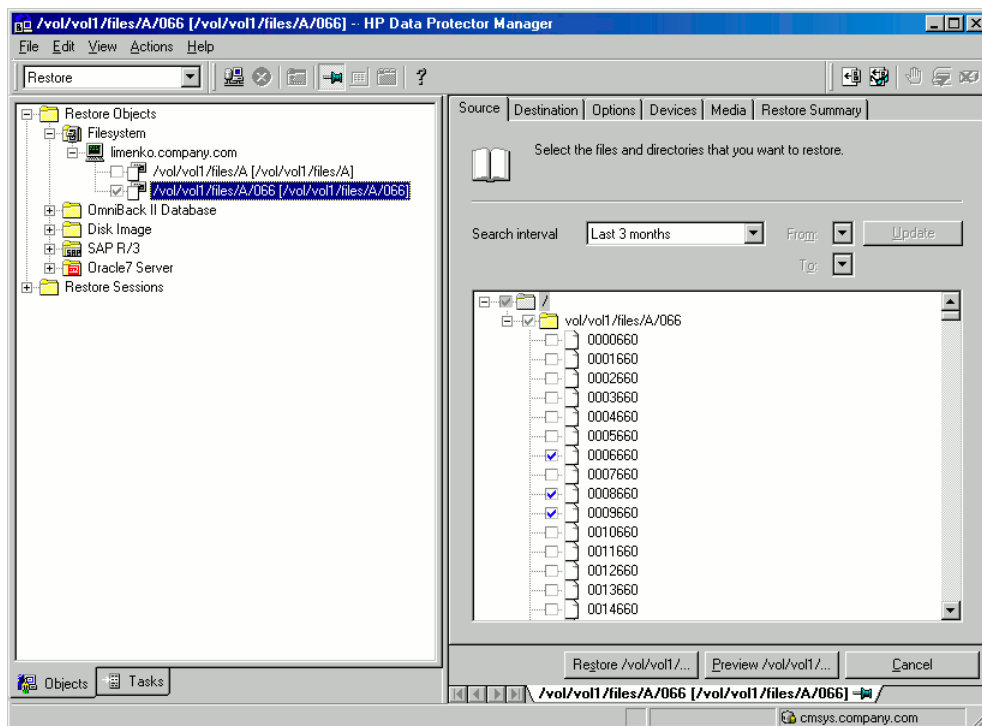 /vol/vol1/files/A/066 [/vol/vol1/files/A/066] -- HP Data Protector Manager
File Edit View Actions Help
Restore
?
Restore Objects
Filesystem
limenko.company.com
/vol/vol1/files/A [/vol/vol1/files/A]
/vol/vol1/files/A/066 [/vol/vol1/files/A/066]
OmniBack II Database
Disk Image
SAP R/3
Oracle7 Server
Restore Sessions
Objects Tasks
Source Destination Options Devices Media Restore Summary
Select the files and directories that you want to restore.
Search interval Last 3 months From: Update
To:
/
vol/vol1/files/A/066
0000660
0001660
0002660
0003660
0004660
0005660
0006660
0007660
0008660
0009660
0010660
0011660
0012660
0013660
0014660
Restore /vol/vol1/... Preview /vol/vol1/... Cancel
/vol/vol1/files/A/066 [/vol/vol1/files/A/066]
cmsys.company.com